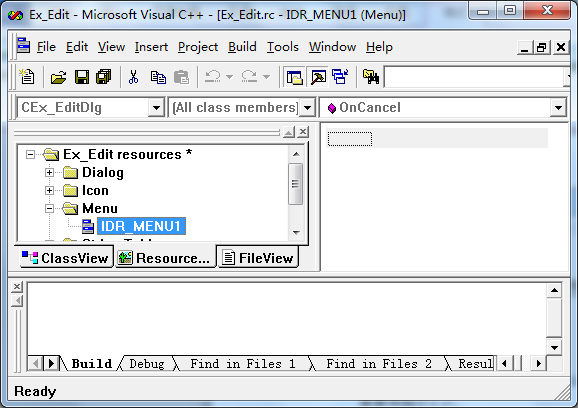 Ex_Edit - Microsoft Visual C++ - [Ex_Edit.rc - IDR_MENU1 (Menu)]
File Edit View Insert Project Build Tools Window Help
CEx_EditDlg [All class members] OnCancel
Ex_Edit resources *
Dialog
Icon
Menu
IDR_MENU1
ClassView Resource... FileView
Build Debug Find in Files 1 Find in Files 2 Resul
Ready